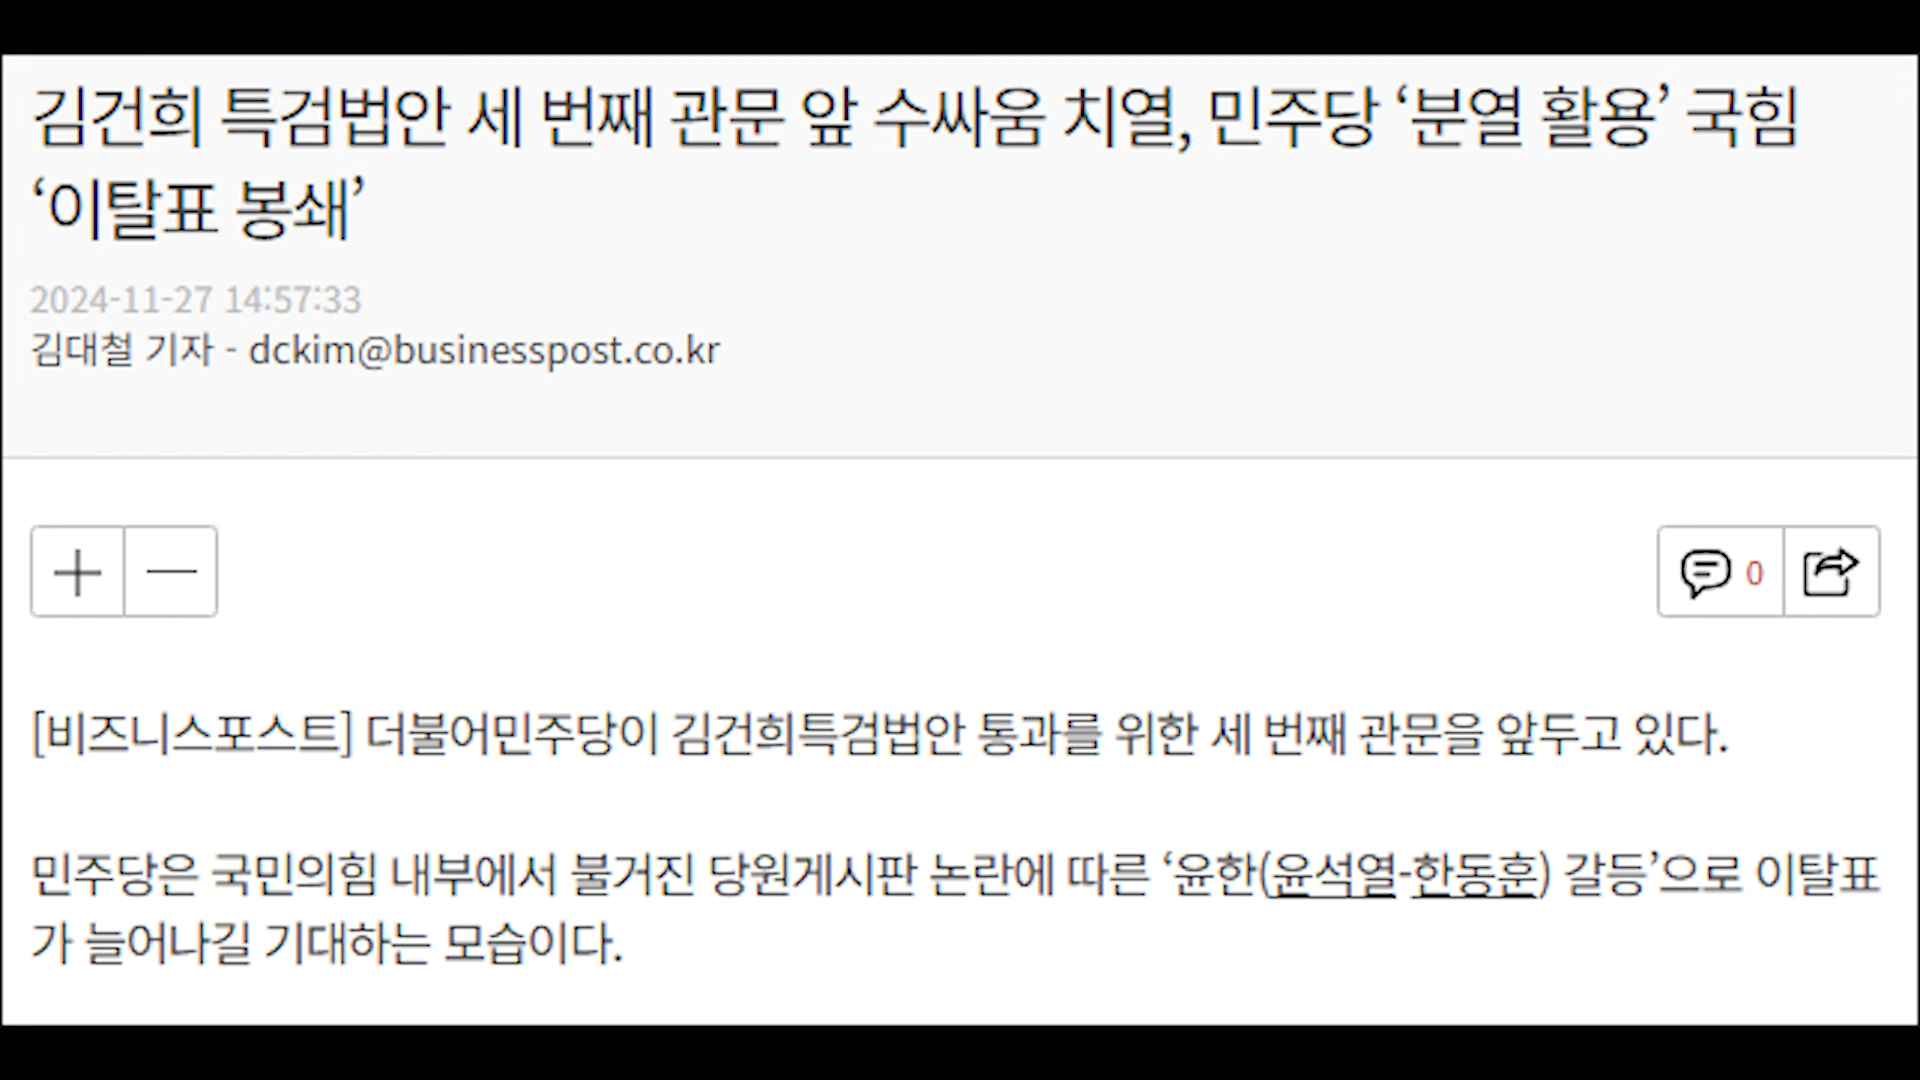 김건희 특검법안 세 번째 관문 앞 수싸움 치열, 민주당 ‘분열 활용’ 국힘
‘이탈표 봉쇄’
2024-11-27 14:57:33
김대철 기자 - dckim@businesspost.co.kr
0
[비즈니스포스트] 더불어민주당이 김건희특검법안 통과를 위한 세 번째 관문을 앞두고 있다.
민주당은 국민의힘 내부에서 불거진 당원게시판 논란에 따른 ‘윤한(윤석열-한동훈) 갈등’으로 이탈표
가 늘어나길 기대하는 모습이다.